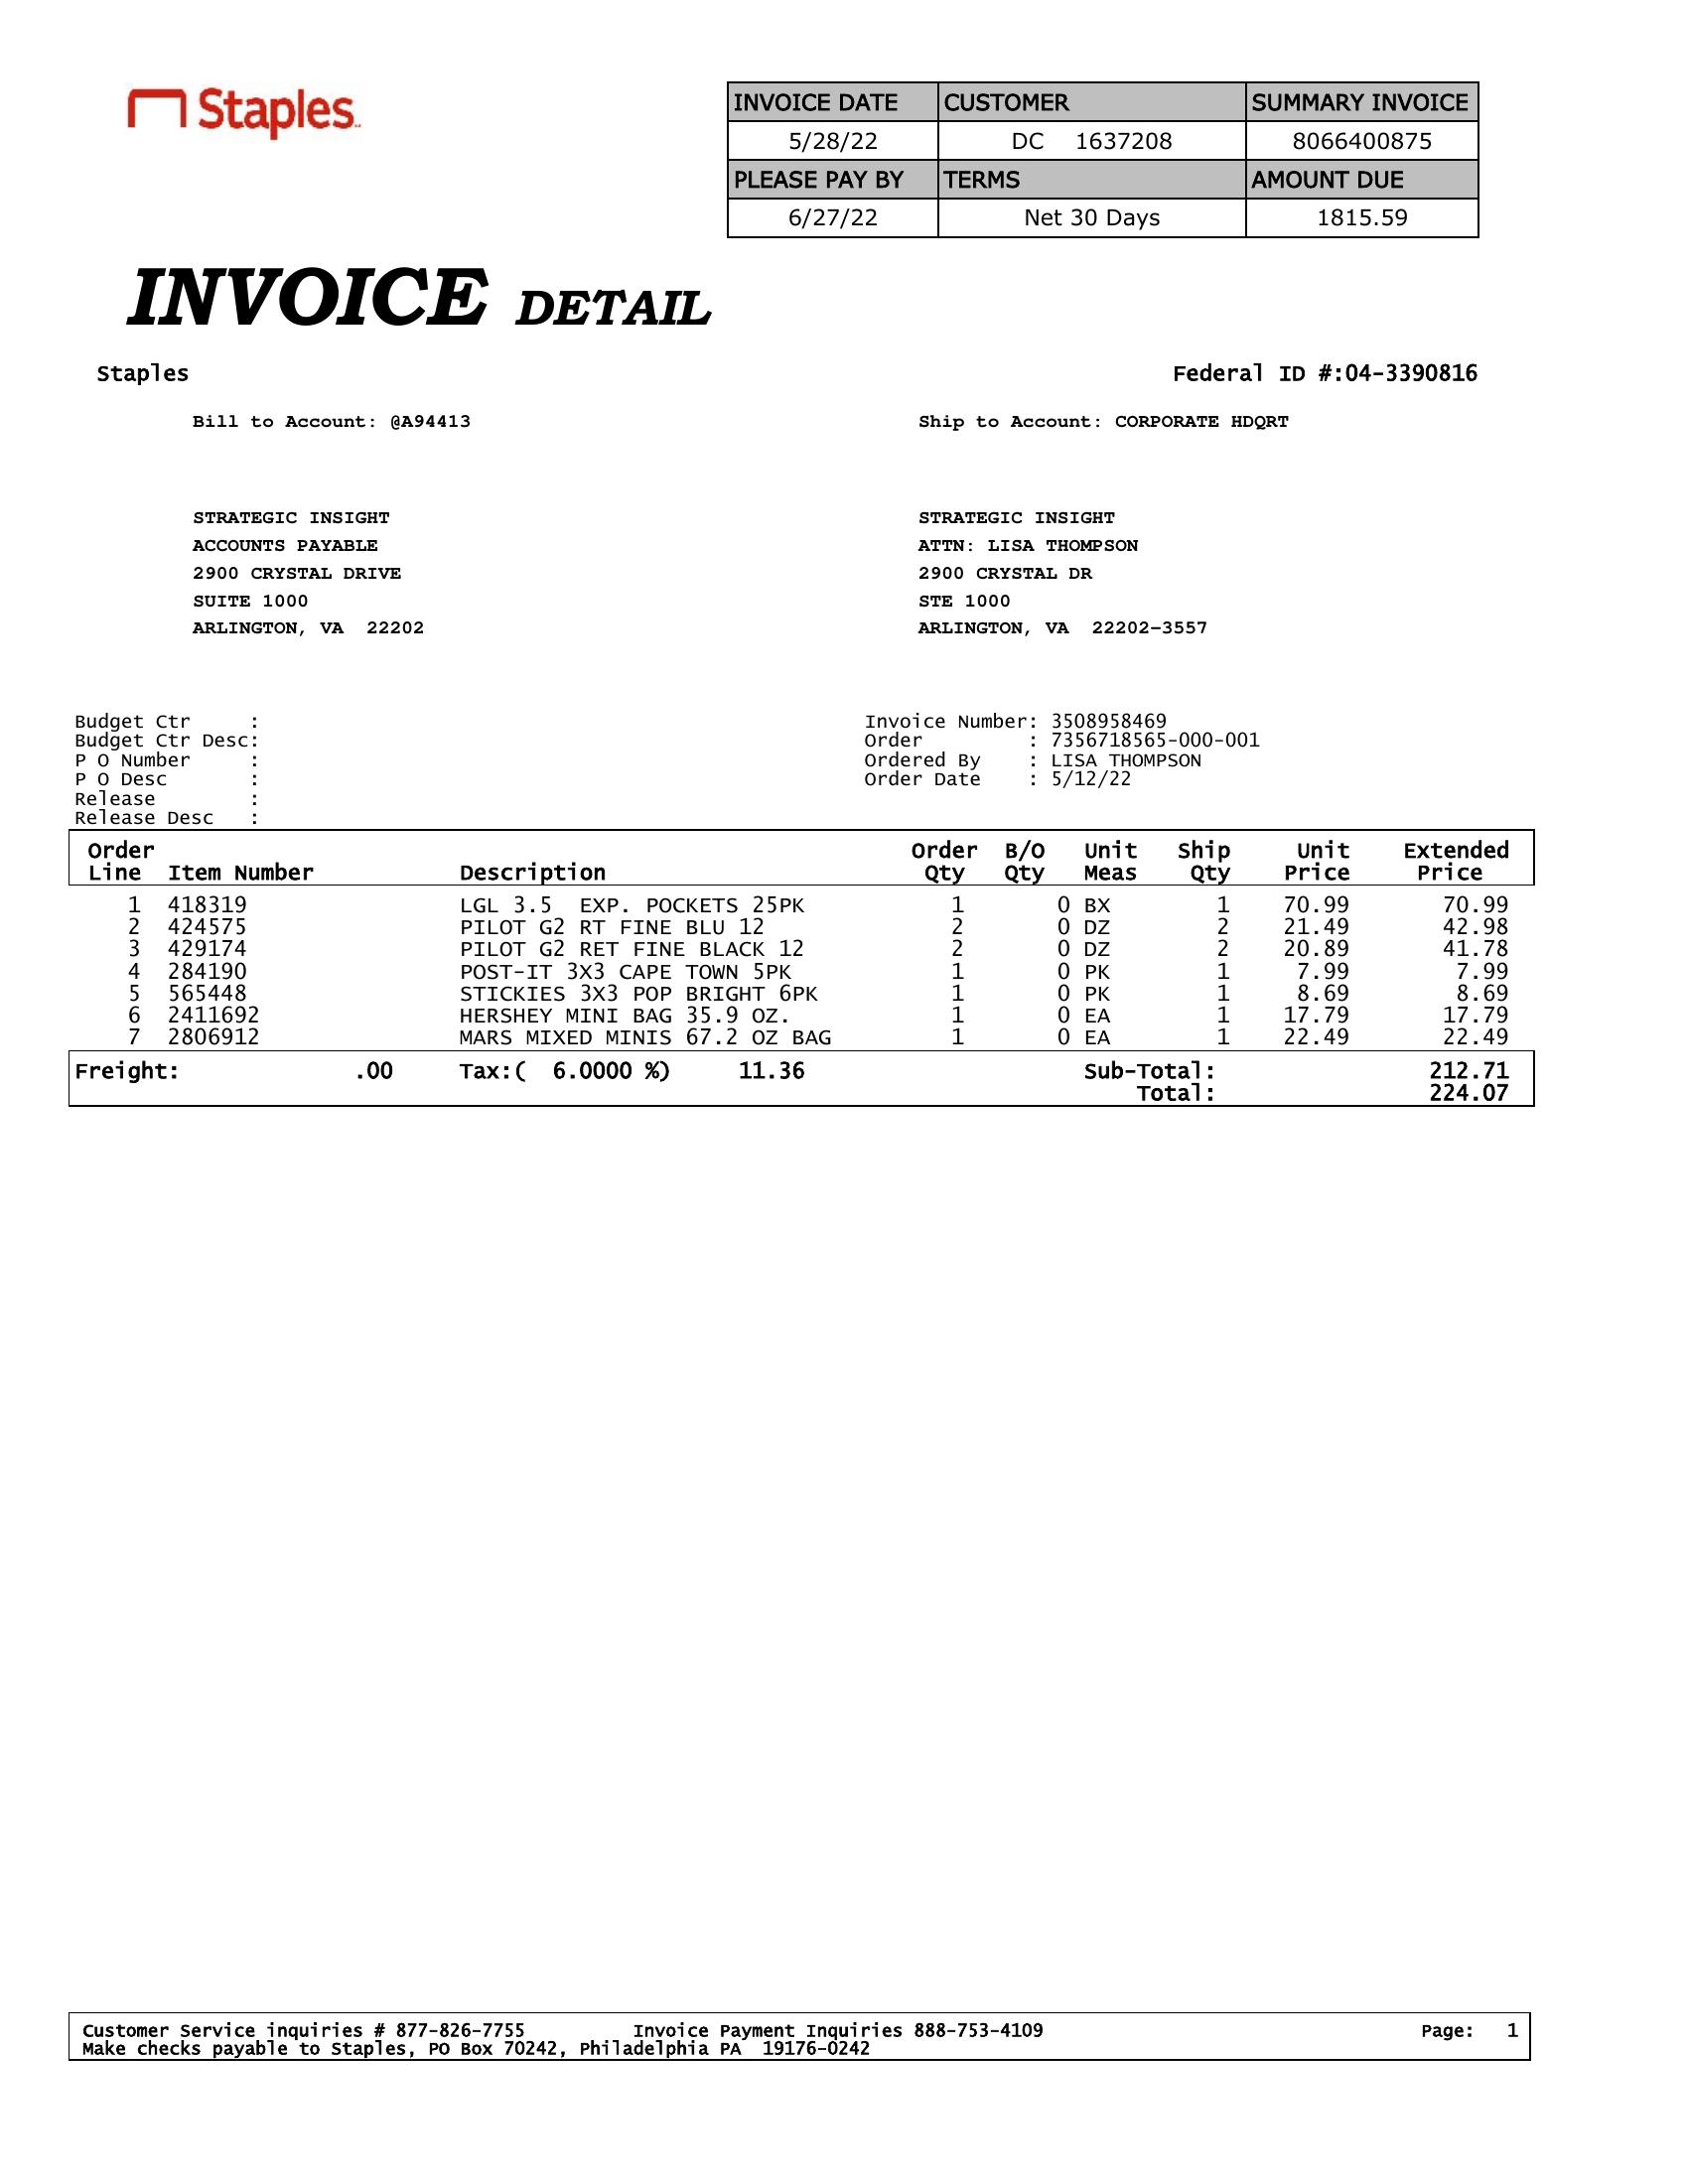 Staples
INVOICE DATE CUSTOMER SUMMARY INVOICE
5/28/22 DC 1637208 8066400875
PLEASE PAY BY TERMS AMOUNT DUE
6/27/22 Net 30 Days 1815.59
INVOICE DETAIL
Staples Federal ID #:04-3390816
Bill to Account: @A94413 Ship to Account: CORPORATE HDQRT
STRATEGIC INSIGHT STRATEGIC INSIGHT
ACCOUNTS PAYABLE ATTN: LISA THOMPSON
2900 CRYSTAL DRIVE 2900 CRYSTAL DR
SUITE 1000 STE 1000
ARLINGTON, VA 22202 ARLINGTON, VA 22202-3557
Budget Ctr : Invoice Number: 3508958469
Budget Ctr Desc: Order : 7356718565-000-001
P O Number : Ordered By : LISA THOMPSON
P O Desc : Order Date : 5/12/22
Release :
Release Desc :
Order Order B/O Unit Ship Unit Extended
Line Item Number Description Qty Qty Meas Qty Price Price
1 418319 LGL 3.5 EXP. POCKETS 25PK 1 0 BX 1 70.99 70.99
2 424575 PILOT G2 RT FINE BLU 12 2 0 DZ 2 21.49 42.98
3 429174 PILOT G2 RET FINE BLACK 12 2 0 DZ 2 20.89 41.78
4 284190 POST-IT 3X3 CAPE TOWN 5PK 1 0 PK 1 7.99 7.99
5 565448 STICKIES 3X3 POP BRIGHT 6PK 1 0 PK 1 8.69 8.69
6 2411692 HERSHEY MINI BAG 35.9 OZ. 1 0 EA 1 17.79 17.79
7 2806912 MARS MIXED MINIS 67.2 OZ BAG 1 0 EA 1 22.49 22.49
Freight: .00 Tax:( 6.0000 %) 11.36 Sub-Total: 212.71
Total: 224.07
Customer Service inquiries # 877-826-7755 Invoice Payment Inquiries 888-753-4109 Page: 1
Make checks payable to Staples, PO Box 70242, Philadelphia PA 19176-0242